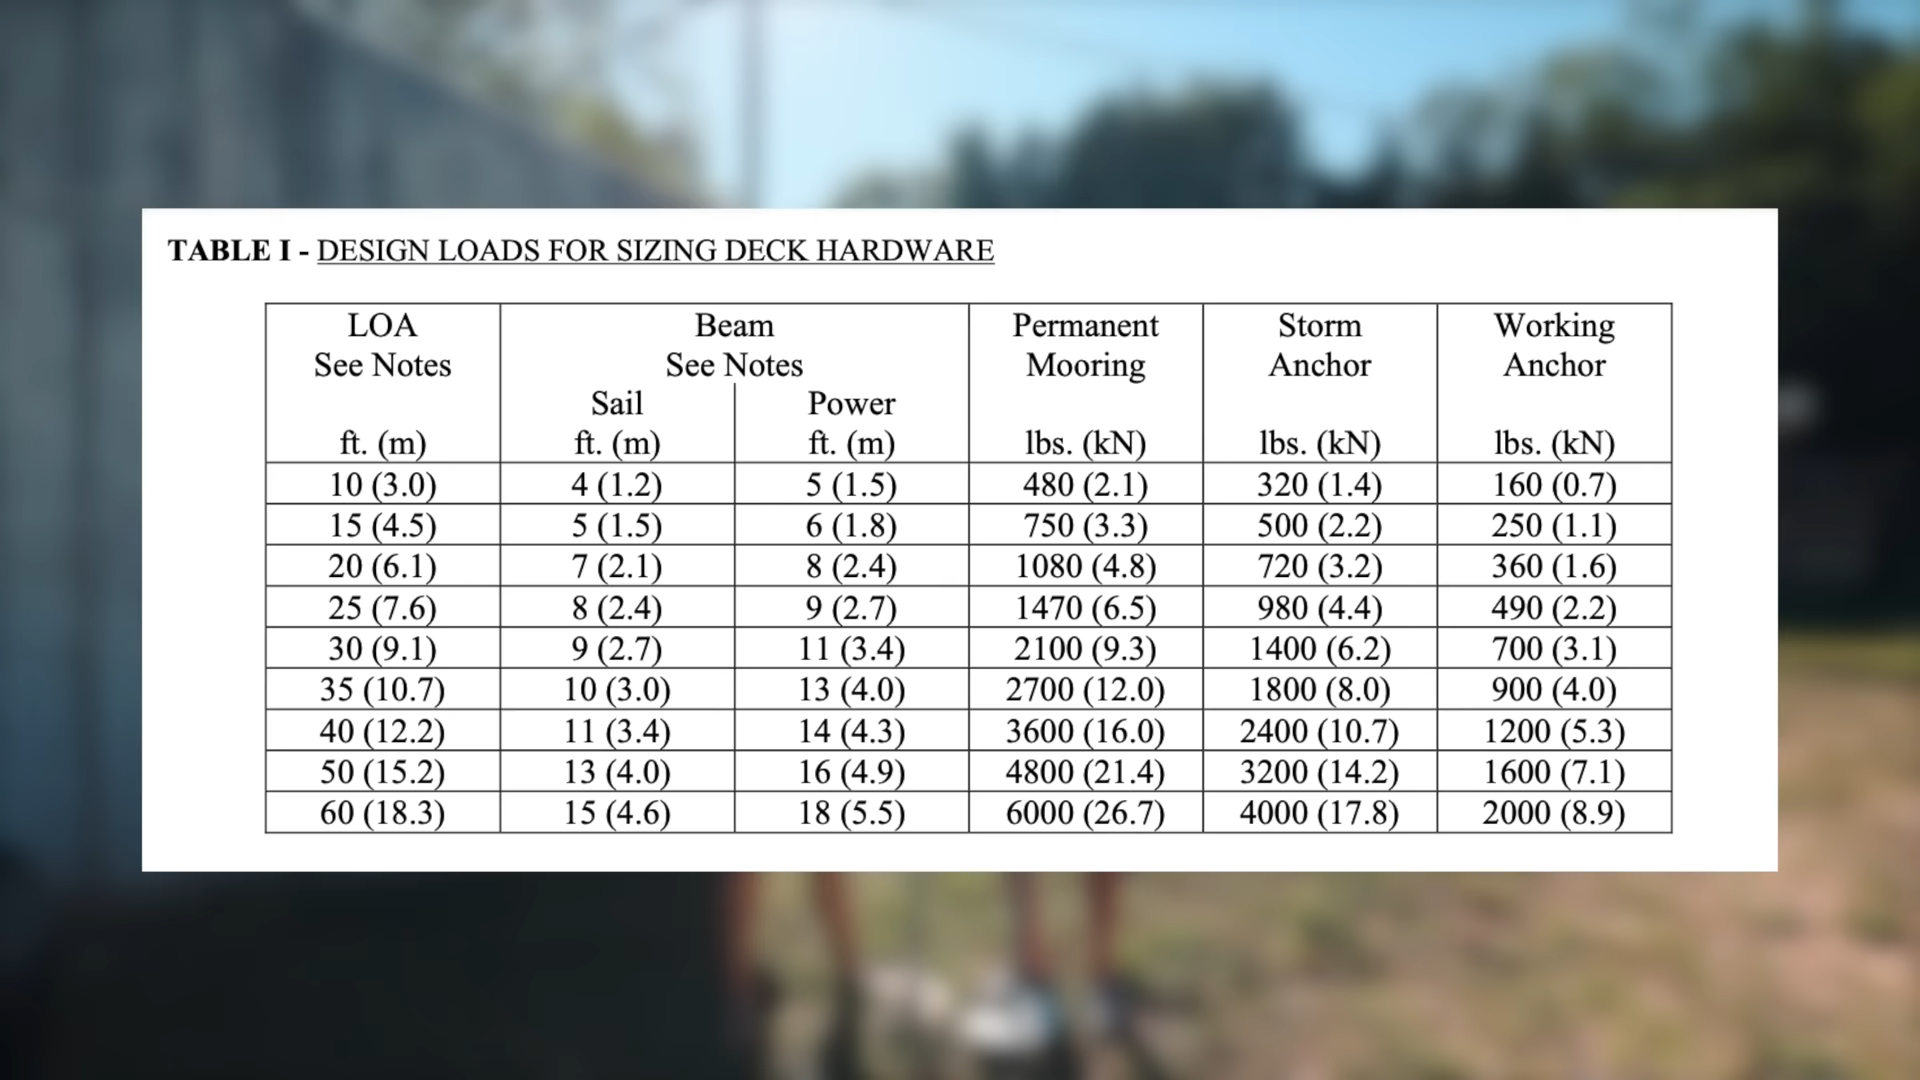 TABLE I - DESIGN LOADS FOR SIZING DECK HARDWARE
LOA Beam Permanent Storm Working
See Notes See Notes Mooring Anchor Anchor
Sail Power
ft. (m) ft. (m) ft. (m) lbs. (kN) lbs. (kN) lbs. (kN)
10 (3.0) 4 (1.2) 5 (1.5) 480 (2.1) 320 (1.4) 160 (0.7)
15 (4.5) 5 (1.5) 6 (1.8) 750 (3.3) 500 (2.2) 250 (1.1)
20 (6.1) 7 (2.1) 8 (2.4) 1080 (4.8) 720 (3.2) 360 (1.6)
25 (7.6) 8 (2.4) 9 (2.7) 1470 (6.5) 980 (4.4) 490 (2.2)
30 (9.1) 9 (2.7) 11 (3.4) 2100 (9.3) 1400 (6.2) 700 (3.1)
35 (10.7) 10 (3.0) 13 (4.0) 2700 (12.0) 1800 (8.0) 900 (4.0)
40 (12.2) 11 (3.4) 14 (4.3) 3600 (16.0) 2400 (10.7) 1200 (5.3)
50 (15.2) 13 (4.0) 16 (4.9) 4800 (21.4) 3200 (14.2) 1600 (7.1)
60 (18.3) 15 (4.6) 18 (5.5) 6000 (26.7) 4000 (17.8) 2000 (8.9)